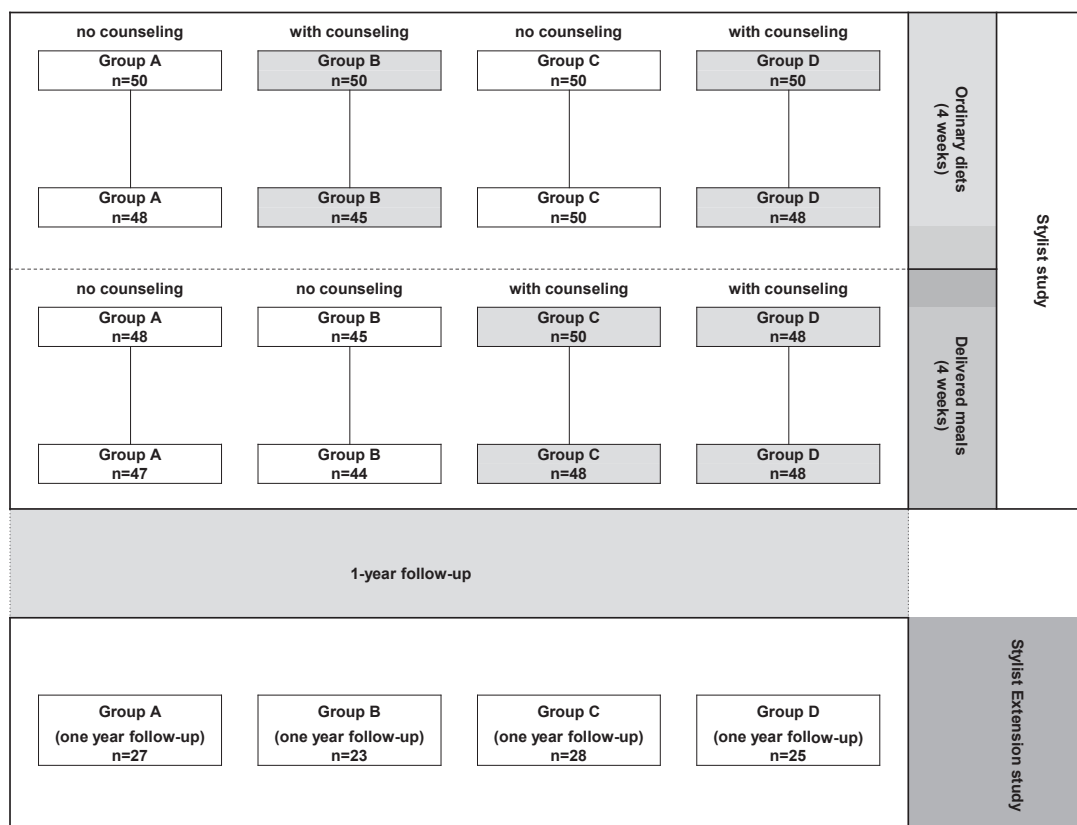 no counseling
with counseling
no counseling
with counseling
Group A
n=50
Group B
n=50
Group C
n=50
Group D
n=50
Ordinary diets
(4 weeks)
Group A
n=48
Group B
n=45
Group C
n=50
Group D
n=48
Stylist study
no counseling
no counseling
with counseling
with counseling
Group A
n=48
Group B
n=45
Group C
n=50
Group D
n=48
Delivered meals
(4 weeks)
Group A
n=47
Group B
n=44
Group C
n=48
Group D
n=48
1-year follow-up
Group A
(one year follow-up)
n=27
Group B
(one year follow-up)
n=23
Group C
(one year follow-up)
n=28
Group D
(one year follow-up)
n=25
Stylist Extension study